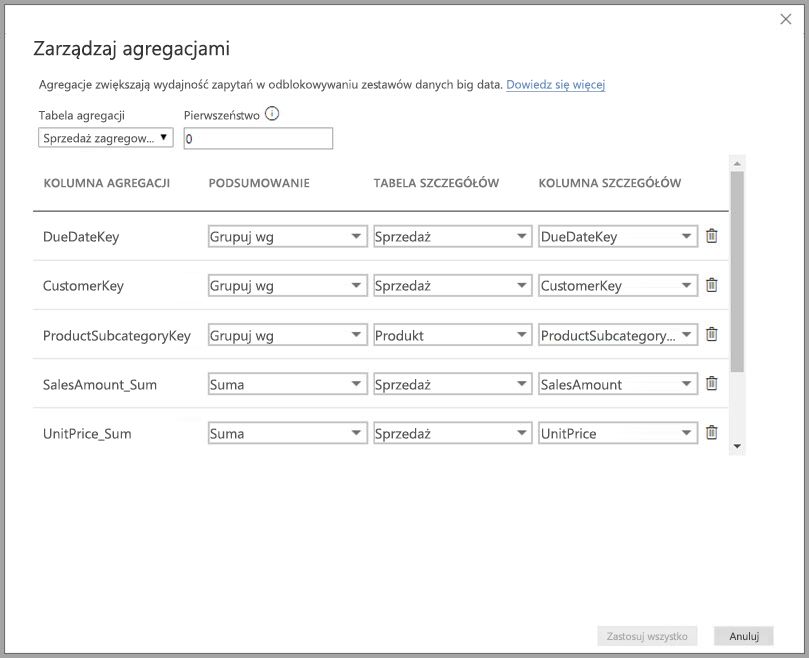 Zarządzaj agregacjami
Agregacje zwiększają wydajność zapytań w odblokowywaniu zestawów danych big data. Dowiedz się więcej
Tabela agregacji Pierwszeństwo
Sprzedaż zagregow... 0
KOLUMNA AGREGACJI PODSUMOWANIE TABELA SZCZEGÓŁÓW KOLUMNA SZCZEGÓŁÓW
DueDateKey Grupuj wg Sprzedaż DueDateKey
CustomerKey Grupuj wg Sprzedaż CustomerKey
ProductSubcategoryKey Grupuj wg Produkt ProductSubcategory...
SalesAmount_Sum Suma Sprzedaż SalesAmount
UnitPrice_Sum Suma Sprzedaż UnitPrice
Zastosuj wszystko Anuluj